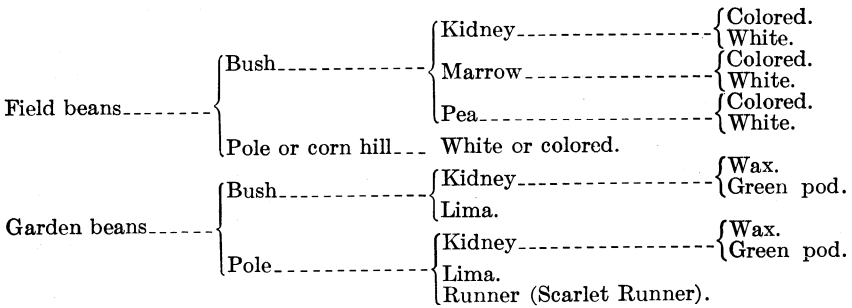 Kidney Colored.
White.
Bush Marrow Colored.
White.
Field beans Pea Colored.
White.
Pole or corn hill White or colored.
Bush Kidney Wax.
Green pod.
Lima.
Garden beans
Kidney Wax.
Green pod.
Pole Lima.
Runner (Scarlet Runner).